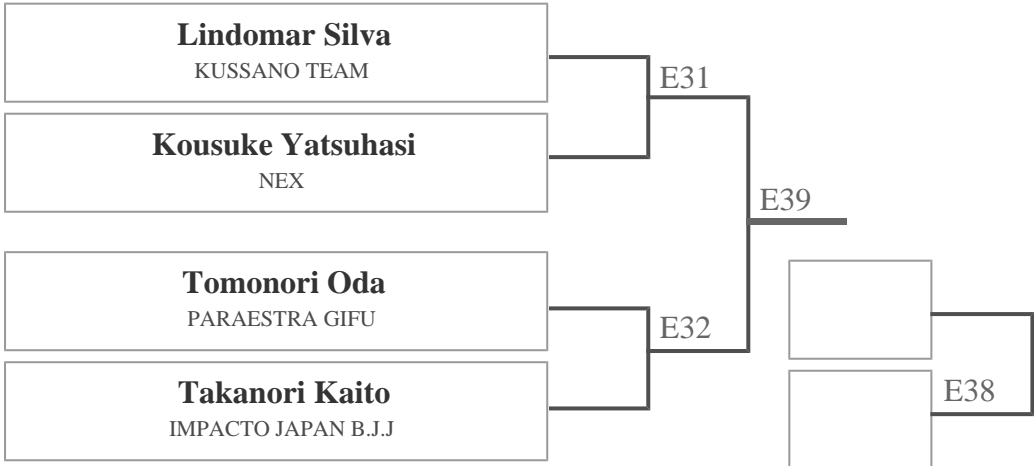 Lindomar Silva
KUSSANO TEAM
E31
Kousuke Yatsuhasi
NEX
E39
Tomonori Oda
PARAESTRA GIFU
E32
Takanori Kaito
IMPACTO JAPAN B.J.J
E38